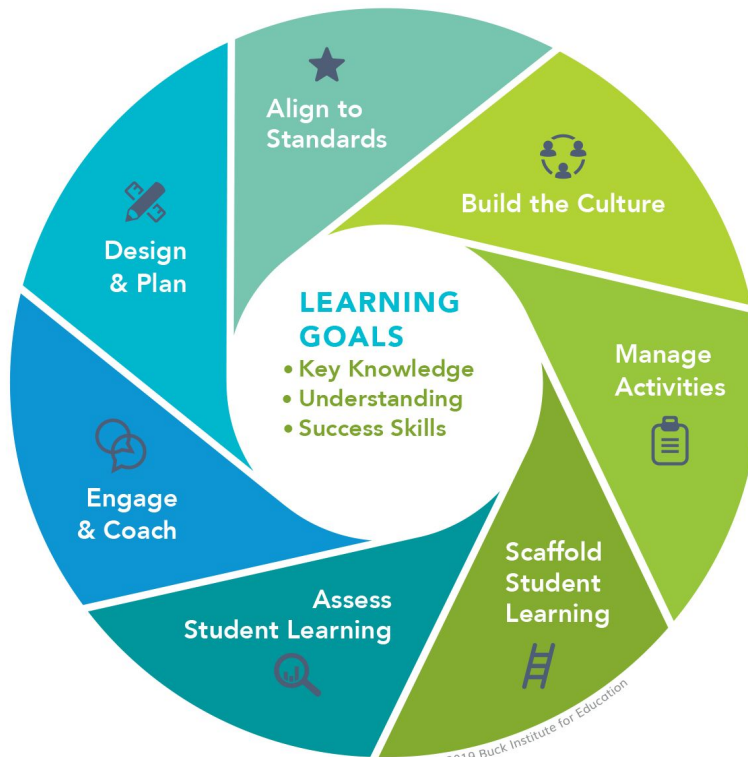 Align to
Standards
Build the Culture
Manage
Activities
Scaffold
Student
Learning
Assess
Student Learning
Engage
& Coach
Design
& Plan
LEARNING
GOALS
• Key Knowledge
• Understanding
• Success Skills
2019 Buck Institute for Education